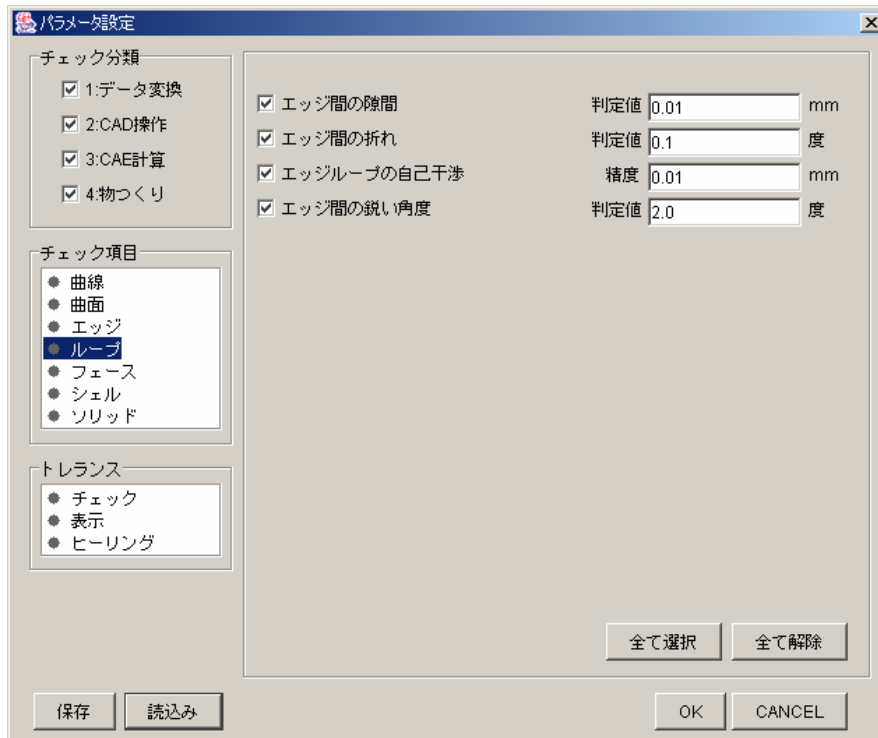 パラメータ設定
チェック分類
1:データ変換
2:CAD操作
3:CAE計算
4:物つくり
チェック項目
曲線
曲面
エッジ
ループ
フェース
シェル
ソリッド
トレランス
チェック
表示
ヒーリング
エッジ間の隙間 判定値 0.01 mm
エッジ間の折れ 判定値 0.1 度
エッジループの自己干渉 精度 0.01 mm
エッジ間の鋭い角度 判定値 2.0 度
全て選択 全て解除
保存 読込み OK CANCEL